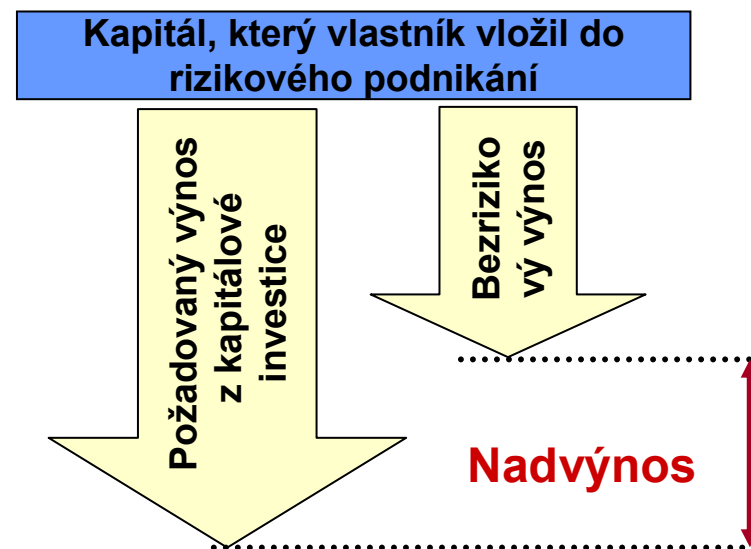 Kapitál, který vlastník vložil do
rizikového podnikání
Požadovaný výnos
z kapitálové
investice
Bezriziko
vý výnos
Nadvýnos